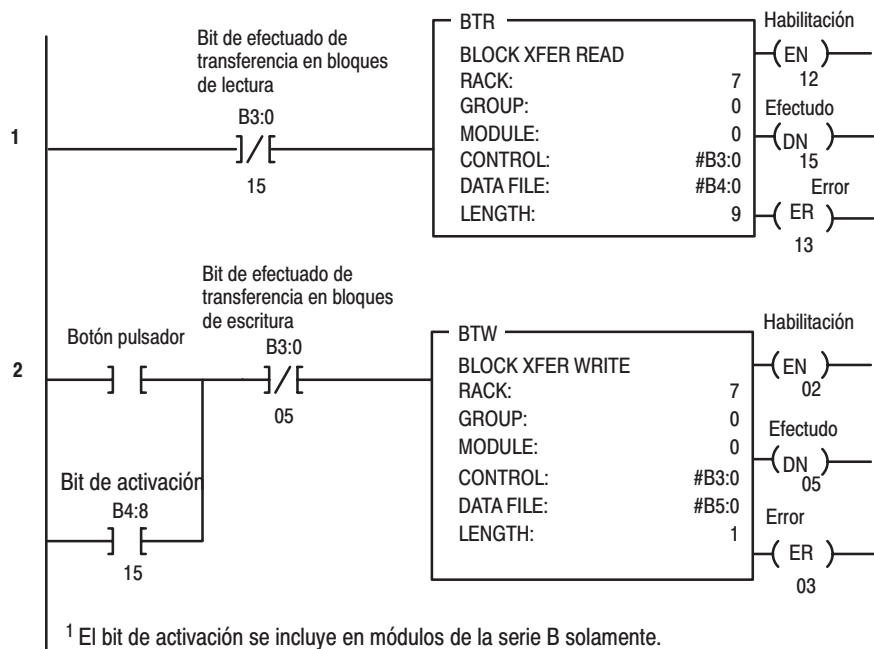 Bit de efectuado de
transferencia en bloques
de lectura
B3:0
15
1
BTR
BLOCK XFER READ
RACK: 7
GROUP: 0
MODULE: 0
CONTROL: #B3:0
DATA FILE: #B4:0
LENGTH: 9
Habilitación
EN
12
Efectudo
DN
15
Error
ER
13
Bit de efectuado de
transferencia en bloques
de escritura
Botón pulsador
B3:0
05
2
Bit de activación
B4:8
15
BTW
BLOCK XFER WRITE
RACK: 7
GROUP: 0
MODULE: 0
CONTROL: #B3:0
DATA FILE: #B5:0
LENGTH: 1
Habilitación
EN
02
Efectudo
DN
05
Error
ER
03
1 El bit de activación se incluye en módulos de la serie B solamente.